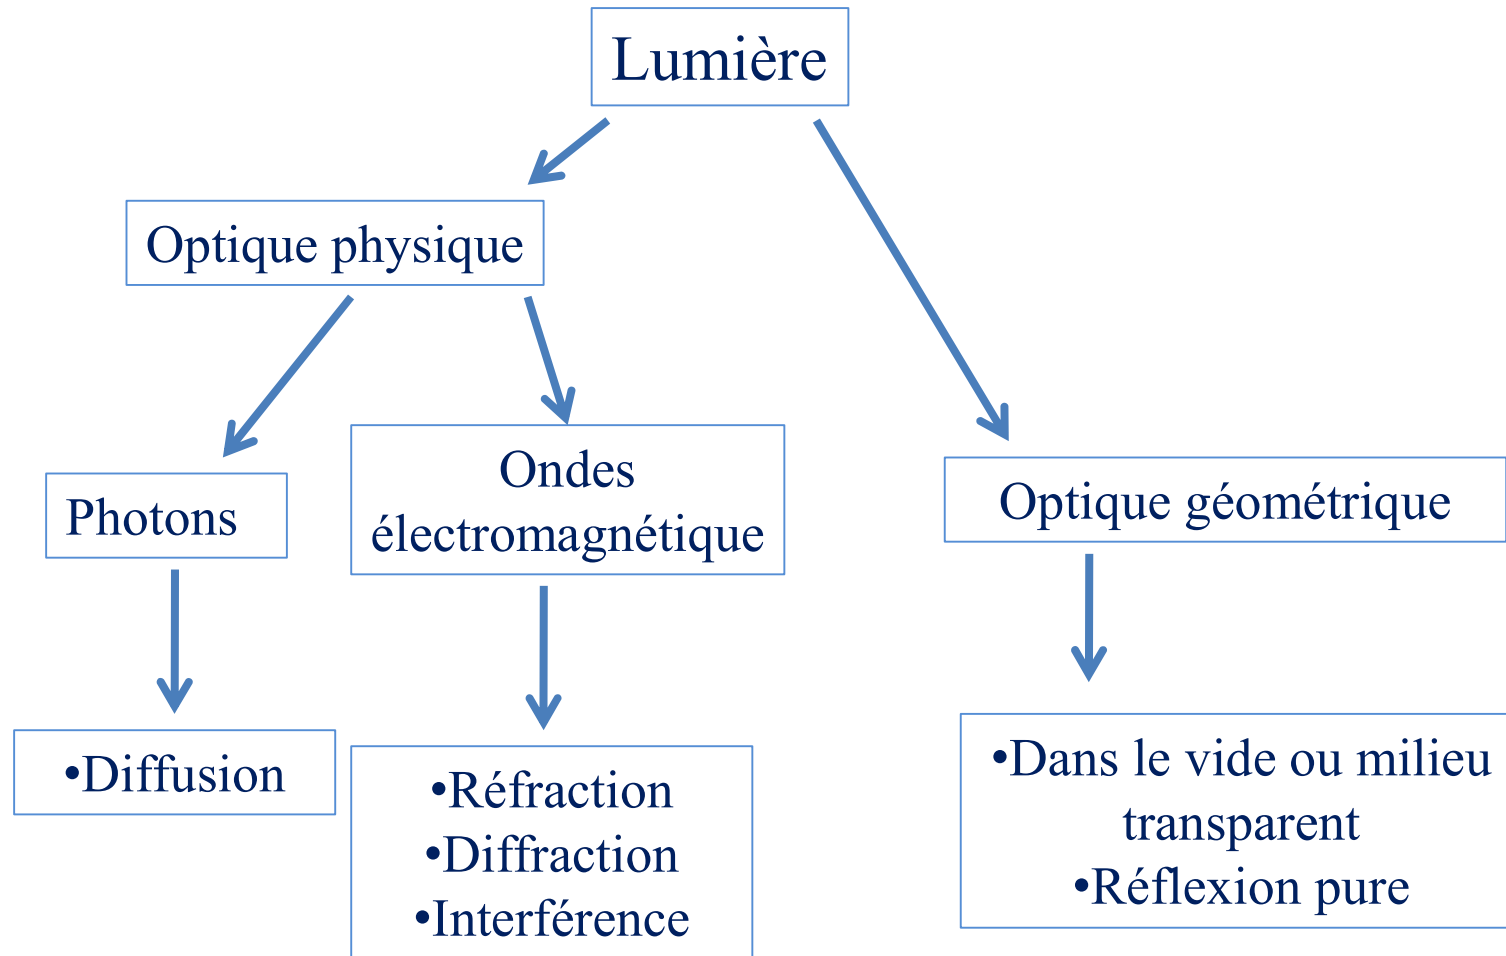 Lumière
Optique physique
Photons
Ondes
électromagnétique
Optique géométrique
•Diffusion
•Réfraction
•Diffraction
•Interférence
•Dans le vide ou milieu
transparent
•Réflexion pure